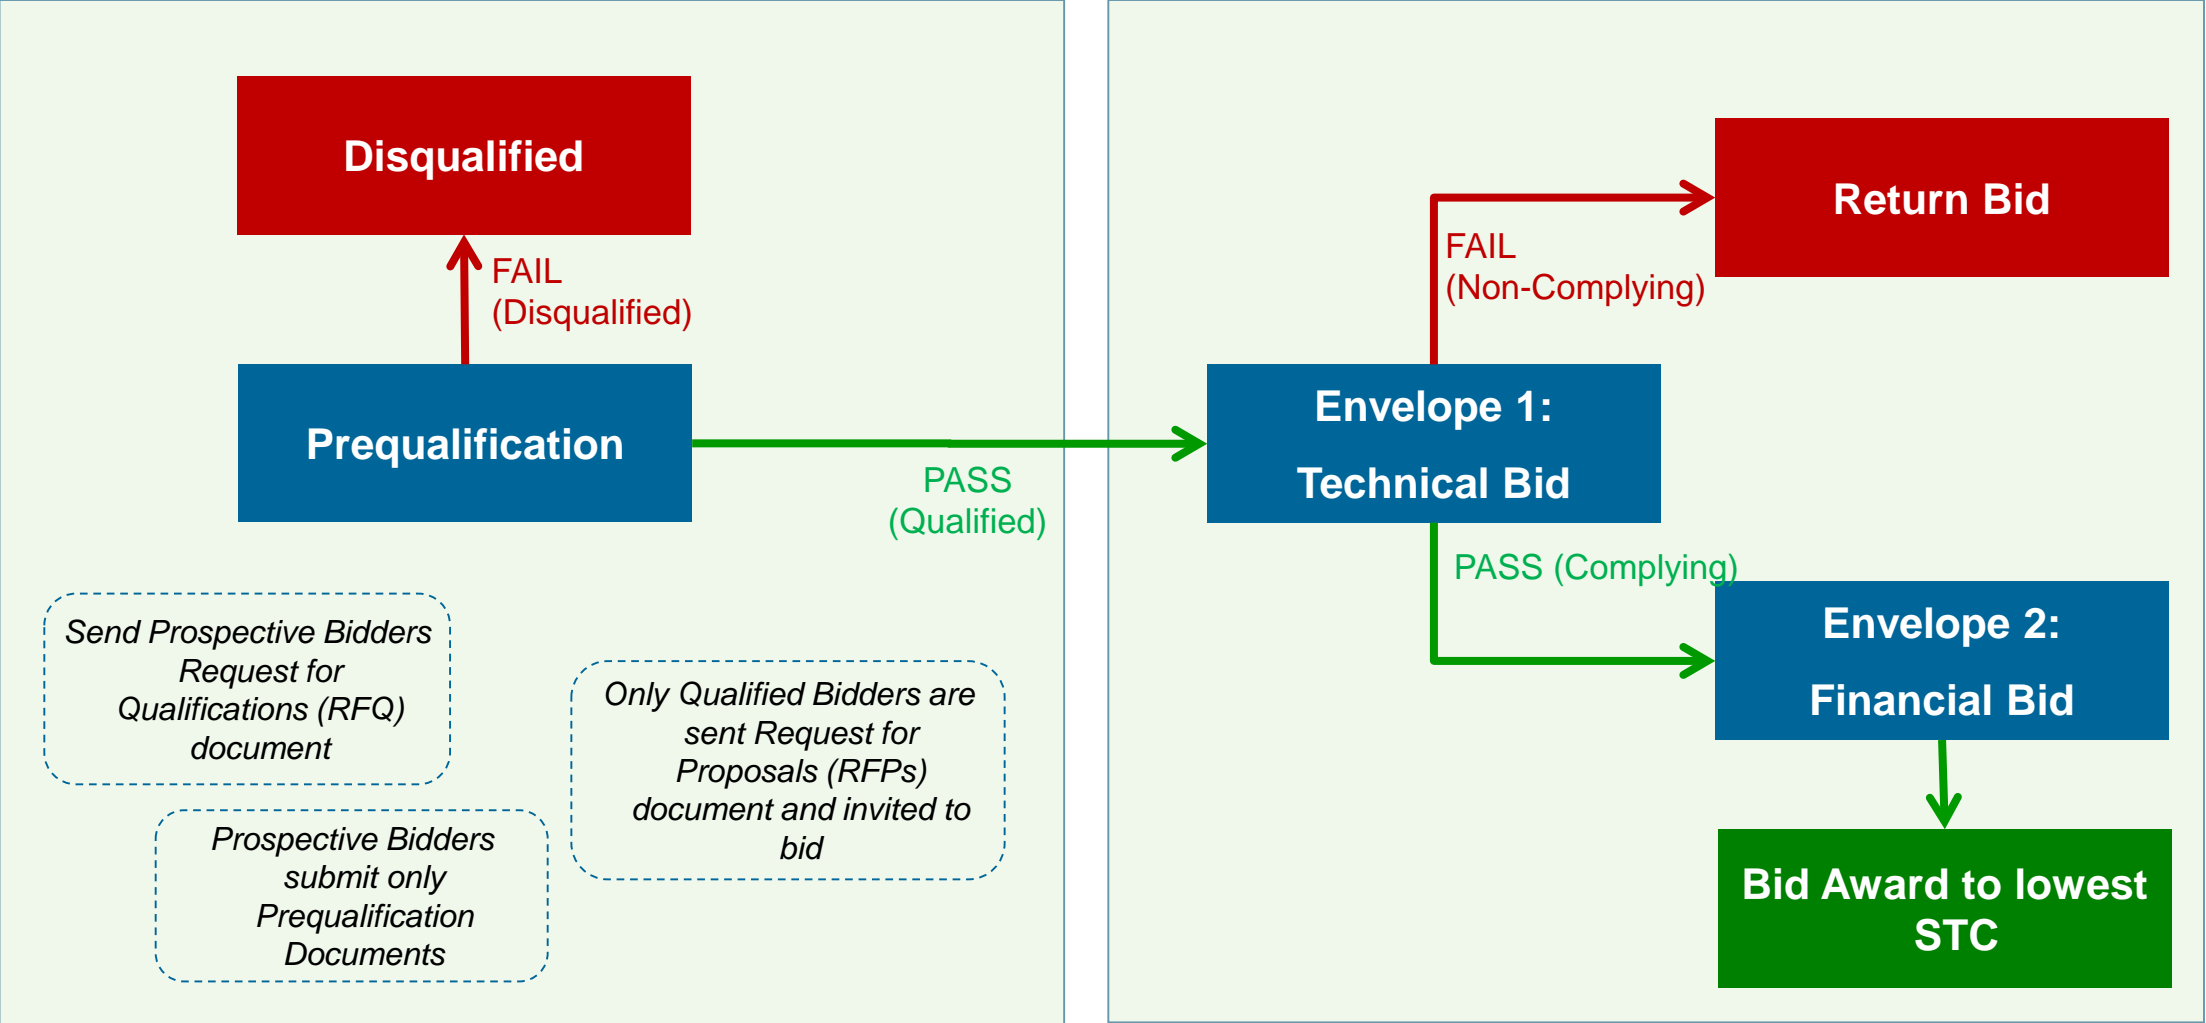 Disqualified
FAIL
(Disqualified)
Prequalification
PASS
(Qualified)
Send Prospective Bidders
Request for
Qualifications (RFQ)
document
Prospective Bidders
submit only
Prequalification
Documents
Only Qualified Bidders are
sent Request for
Proposals (RFPs)
document and invited to
bid
Return Bid
FAIL
(Non-Complying)
Envelope 1:
Technical Bid
PASS (Complying)
Envelope 2:
Financial Bid
Bid Award to lowest
STC